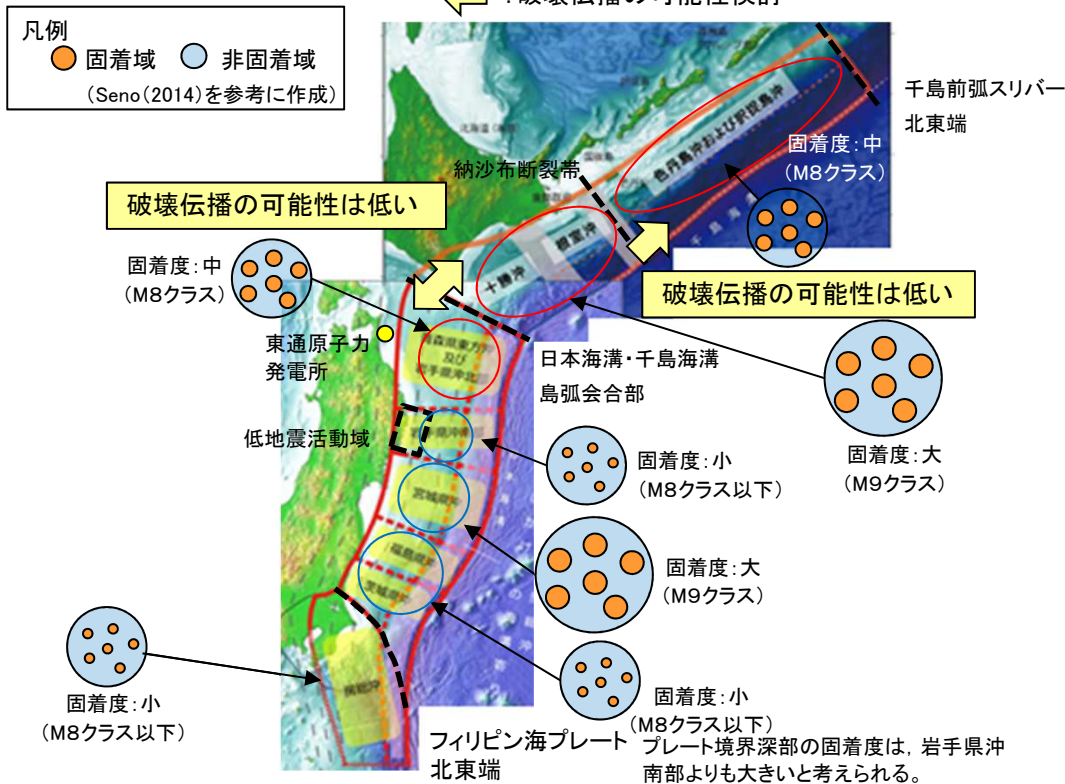 :破壊伝播の可能性検討
凡例
固着域 非固着域
(Seno(2014)を参考に作成)
千島前弧スリバー
北東端
固着度:中
(M8クラス)
色丹島沖および択捉島沖
納沙布断裂帯
破壊伝播の可能性は低い
根室沖
十勝沖
固着度:中
(M8クラス)
破壊伝播の可能性は低い
東通原子力
発電所
青森県東方沖
及び
岩手県沖北部
日本海溝・千島海溝
島弧会合部
低地震活動域
岩手県沖南部
固着度:小
(M8クラス以下)
固着度:大
(M9クラス)
宮城県沖
固着度:大
(M9クラス)
福島県沖
茨城県沖
固着度:小
(M8クラス以下)
固着度:小
(M8クラス以下)
房総沖
フィリピン海プレート
北東端
プレート境界深部の固着度は,岩手県沖
南部よりも大きいと考えられる。